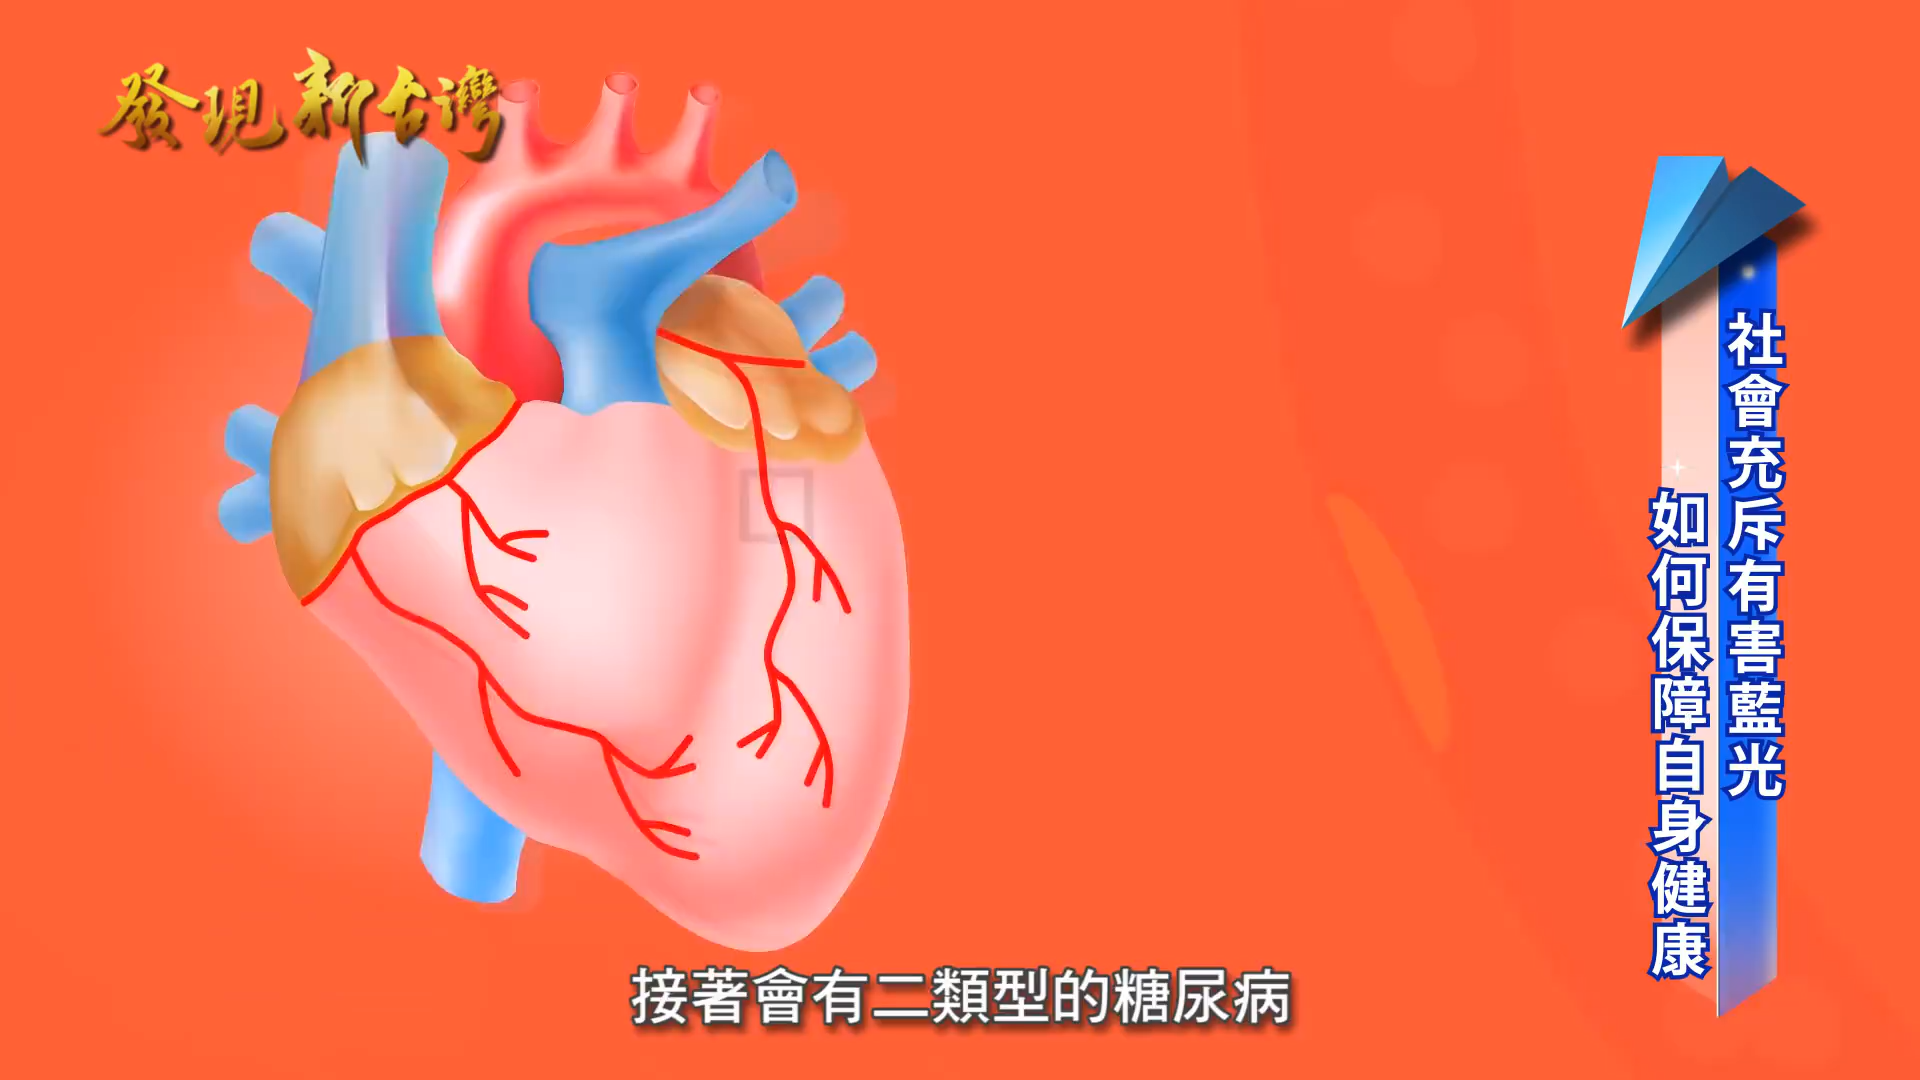 發現新台灣
社會充斥有害藍光
如何保障自身健康
接著會有二類型的糖尿病